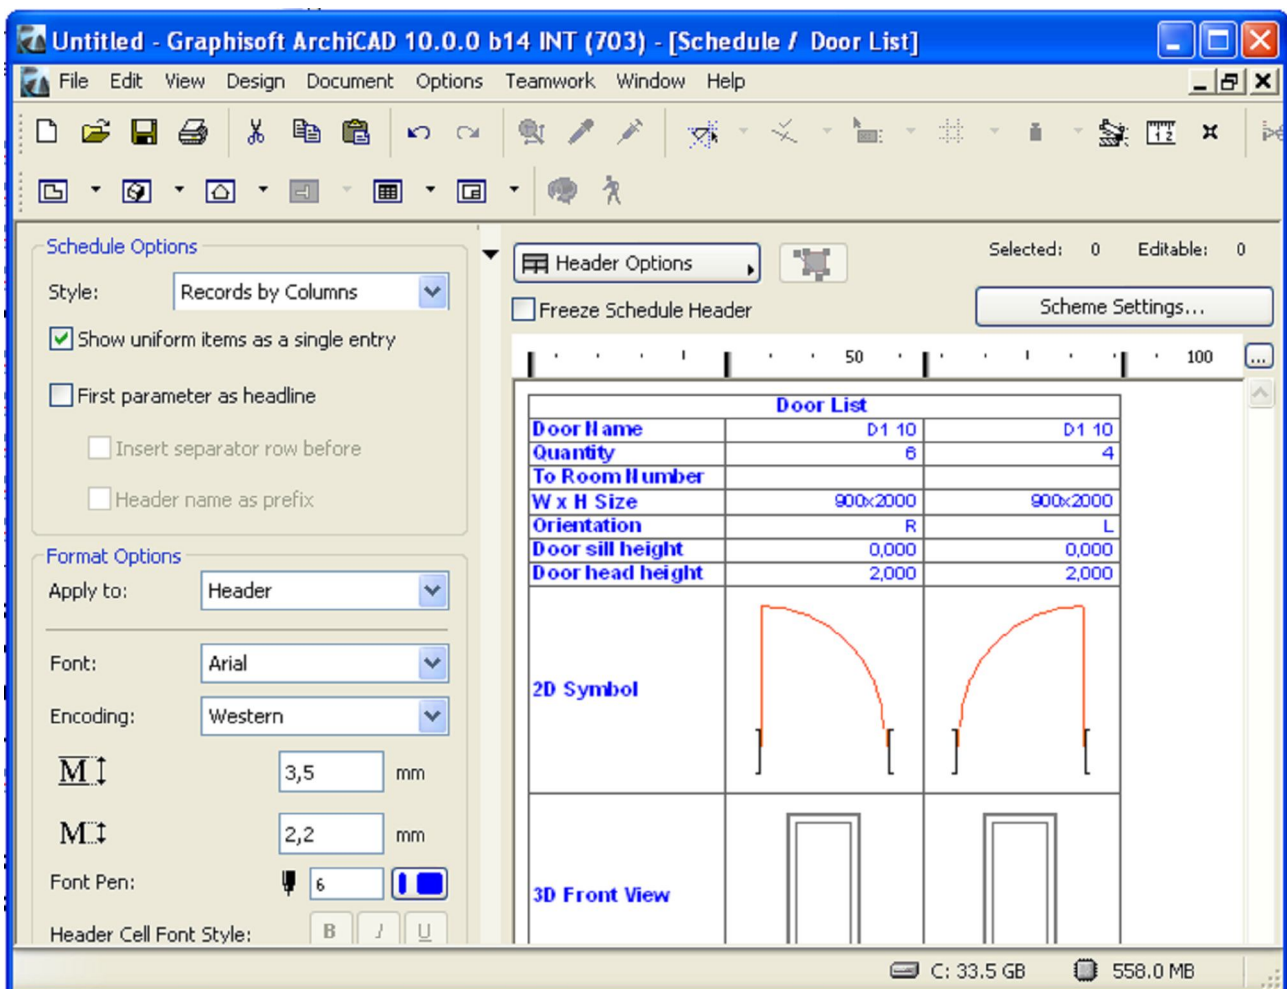 Untitled - Graphisoft ArchiCAD 10.0.0 b14 INT (703) - [Schedule / Door List]
File Edit View Design Document Options Teamwork Window Help
Schedule Options
Style: Records by Columns
Show uniform items as a single entry
First parameter as headline
Insert separator row before
Header name as prefix
Format Options
Apply to: Header
Font: Arial
Encoding: Western
M 3,5 mm
M 2,2 mm
Font Pen: 6
Header Cell Font Style: B I U
Header Options
Selected: 0 Editable: 0
Freeze Schedule Header
Scheme Settings...
50 100 ...
Door List
Door Name D1 10 D1 10
Quantity 6 4
To Room Number
W x H Size 900x2000 900x2000
Orientation R L
Door sill height 0,000 0,000
Door head height 2,000 2,000
2D Symbol
3D Front View
C: 33.5 GB 558.0 MB